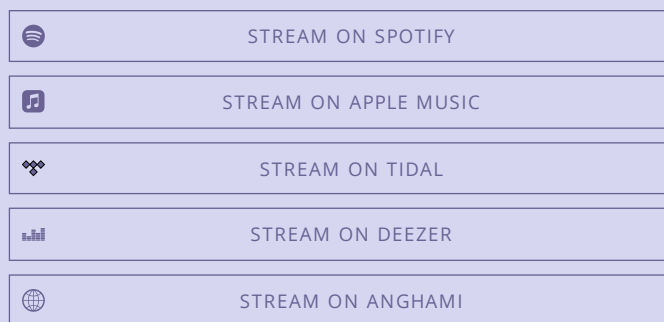 STREAM ON SPOTIFY
STREAM ON APPLE MUSIC
STREAM ON TIDAL
STREAM ON DEEZER
STREAM ON ANGHAMI